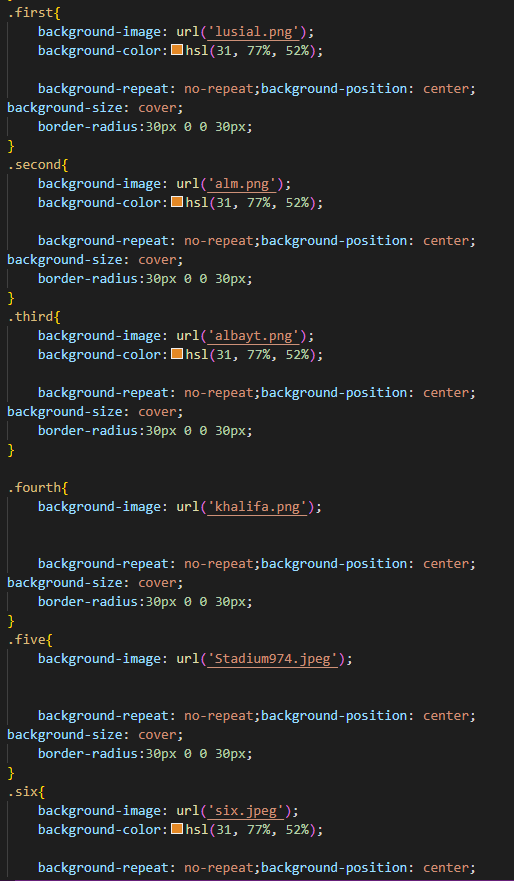 .first{
background-image: url('lusial.png');
background-color:hsl(31, 77%, 52%);
background-repeat: no-repeat;background-position: center;
background-size: cover;
border-radius:30px 0 0 30px;
}
.second{
background-image: url('alm.png');
background-color:hsl(31, 77%, 52%);
background-repeat: no-repeat;background-position: center;
background-size: cover;
border-radius:30px 0 0 30px;
}
.third{
background-image: url('albayt.png');
background-color:hsl(31, 77%, 52%);
background-repeat: no-repeat;background-position: center;
background-size: cover;
border-radius:30px 0 0 30px;
}
.fourth{
background-image: url('khalifa.png');
background-repeat: no-repeat;background-position: center;
background-size: cover;
border-radius:30px 0 0 30px;
}
.five{
background-image: url('Stadium974.jpeg');
background-repeat: no-repeat;background-position: center;
background-size: cover;
border-radius:30px 0 0 30px;
}
.six{
background-image: url('six.jpeg');
background-color:hsl(31, 77%, 52%);
background-repeat: no-repeat;background-position: center;